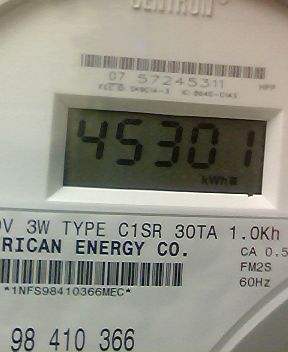 CENTRON
07 57245311
45301
kWh
V 3W TYPE C1SR 30TA 1.0Kh
RICAN ENERGY CO. CA 0.5
FM2S
*1NFS98410366MEC* 60Hz
98 410 366